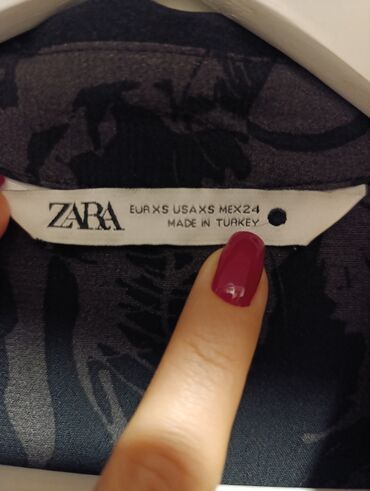 ZARA
EUR XS USA XS MEX 24
MADE IN TURKEY